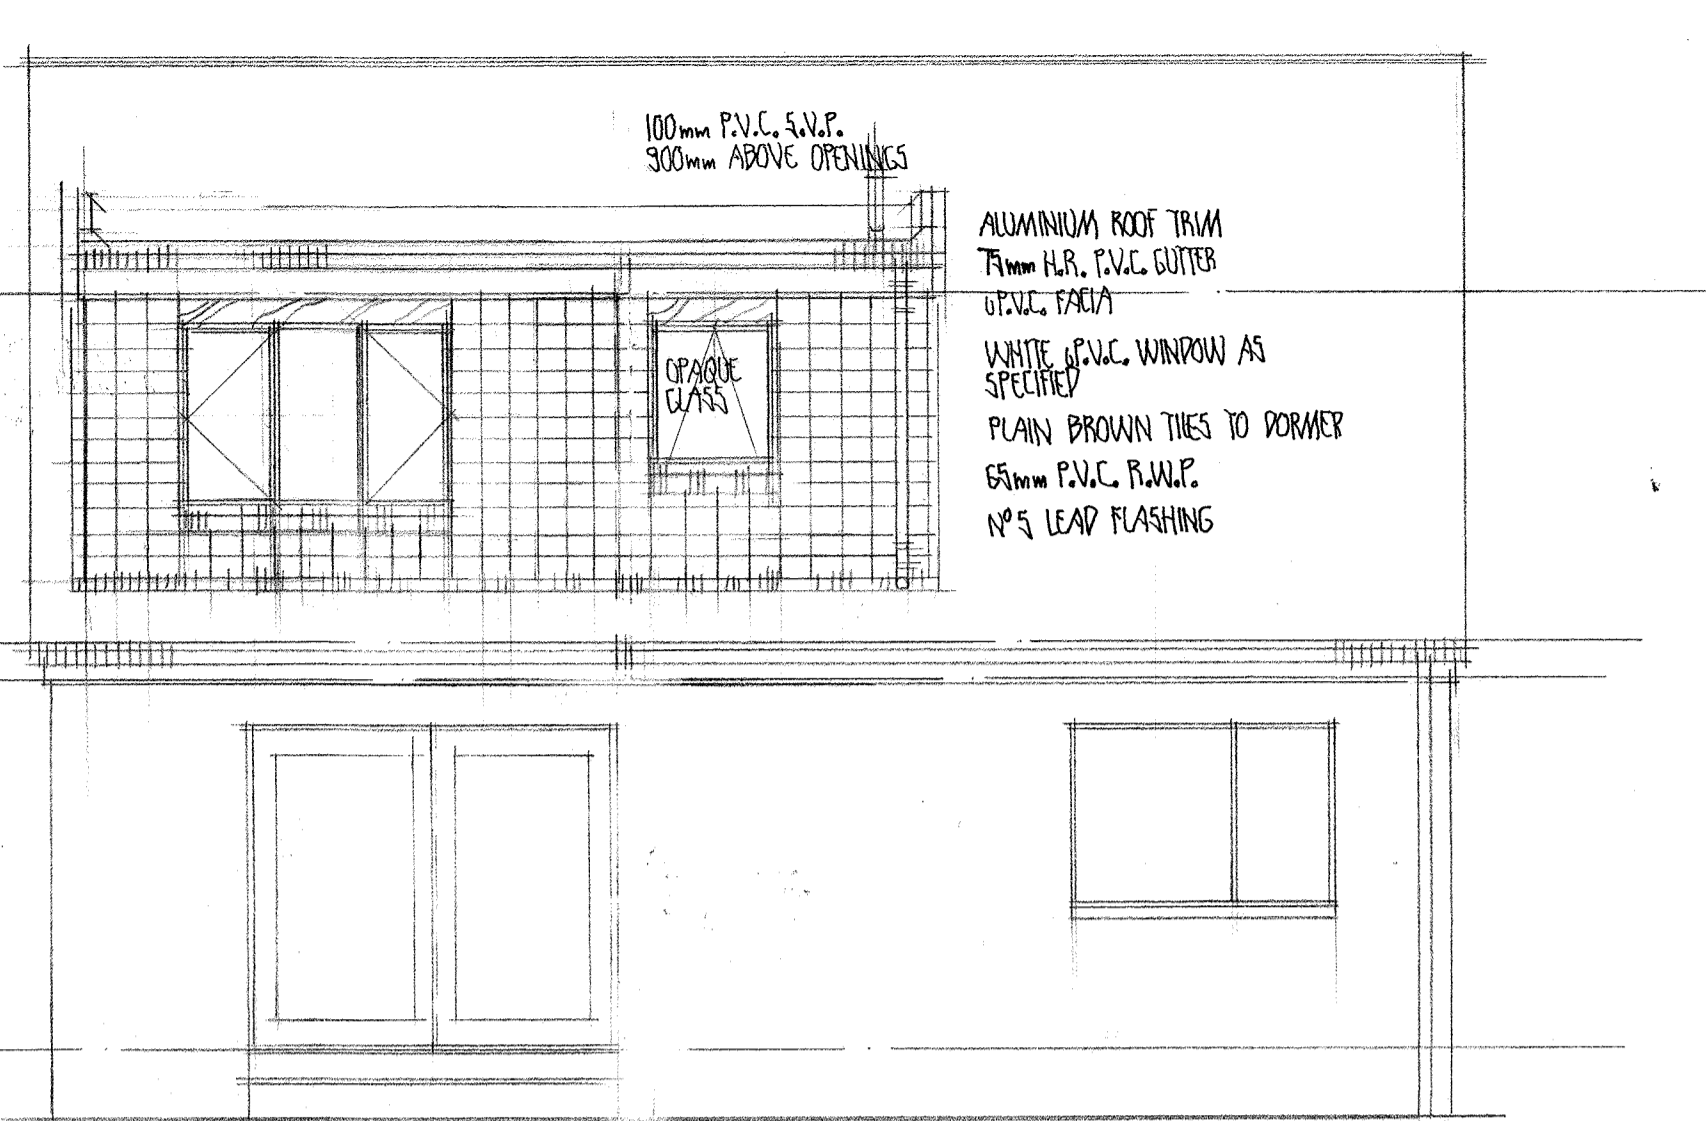 100mm P.V.C. S.V.P.
900mm ABOVE OPENINGS
ALUMINIUM ROOF TRIM
75mm H.R. P.V.C. GUTTER
uP.V.C. FACIA
WHITE uP.V.C. WINDOW AS
SPECIFIED
OPAQUE
GLASS
PLAIN BROWN TILES TO DORMER
65mm P.V.C. R.W.P.
Nº5 LEAD FLASHING